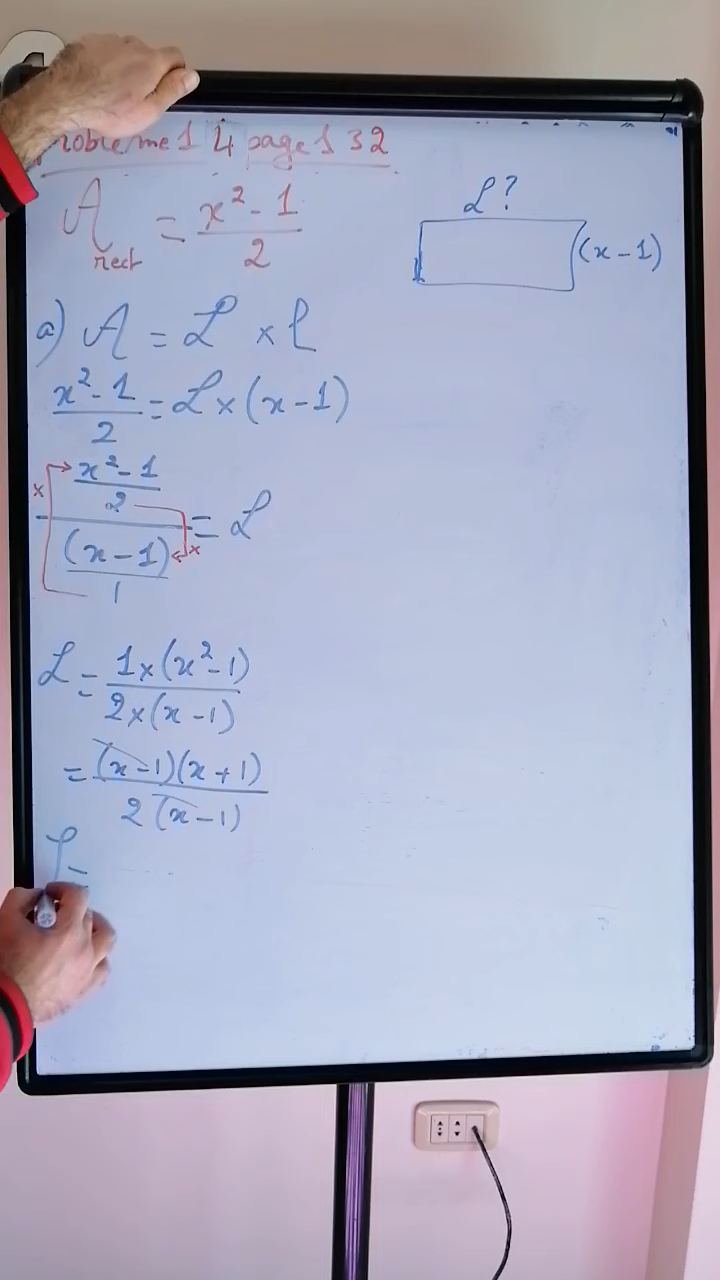 Probleme 14 page 132
A rect = (x² - 1)/2
L?
(x - 1)
a) A = L × l
(x² - 1)/2 = L × (x - 1)
((x² - 1)/2)/((x - 1)/1) = L
× ×
L = (1 × (x² - 1))/(2 × (x - 1))
= ((x - 1)(x + 1))/(2 (x - 1))
L =